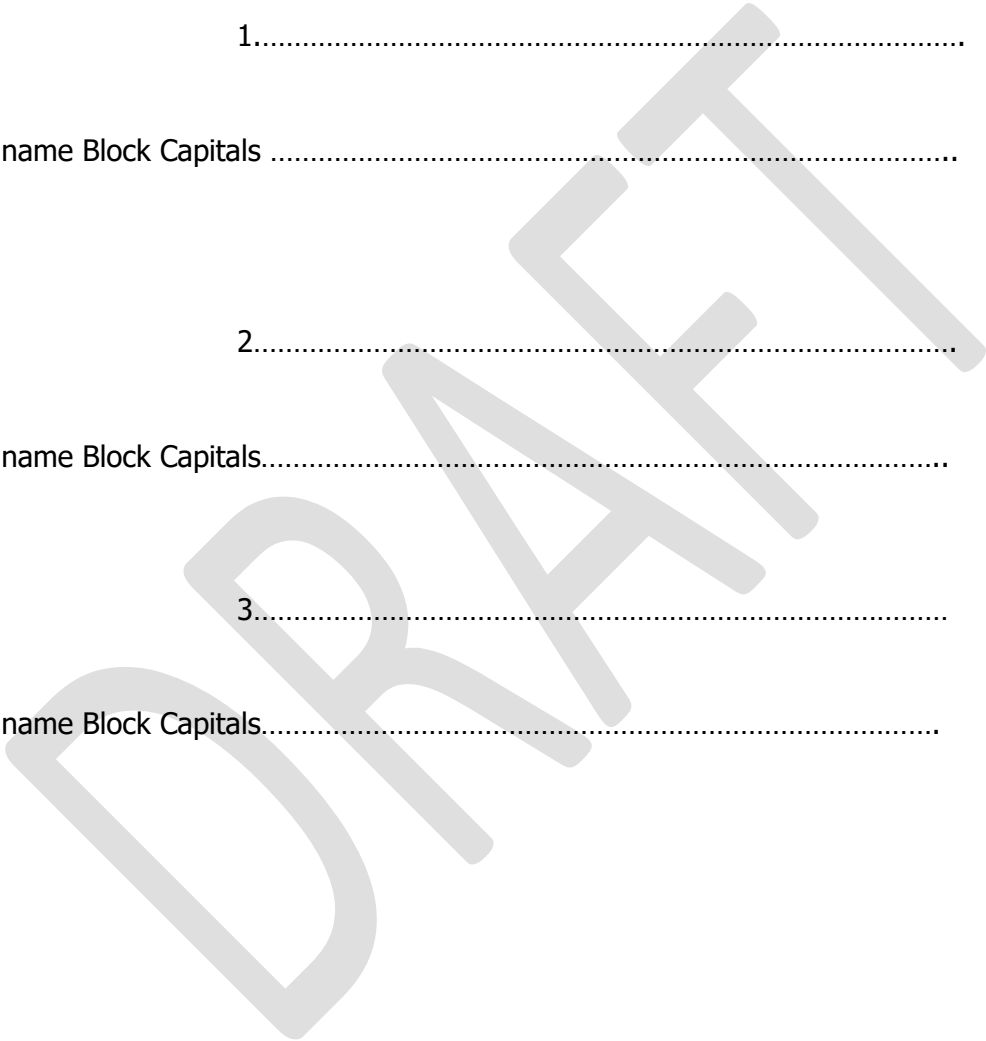 1.……………………………………………………………………………….
name Block Capitals ……………………………………………………………………………..
2……………………………………………………………………………….
name Block Capitals……………………………………………………………………………..
3………………………………………………………………………………
name Block Capitals…………………………………………………………………………….
DRAFT